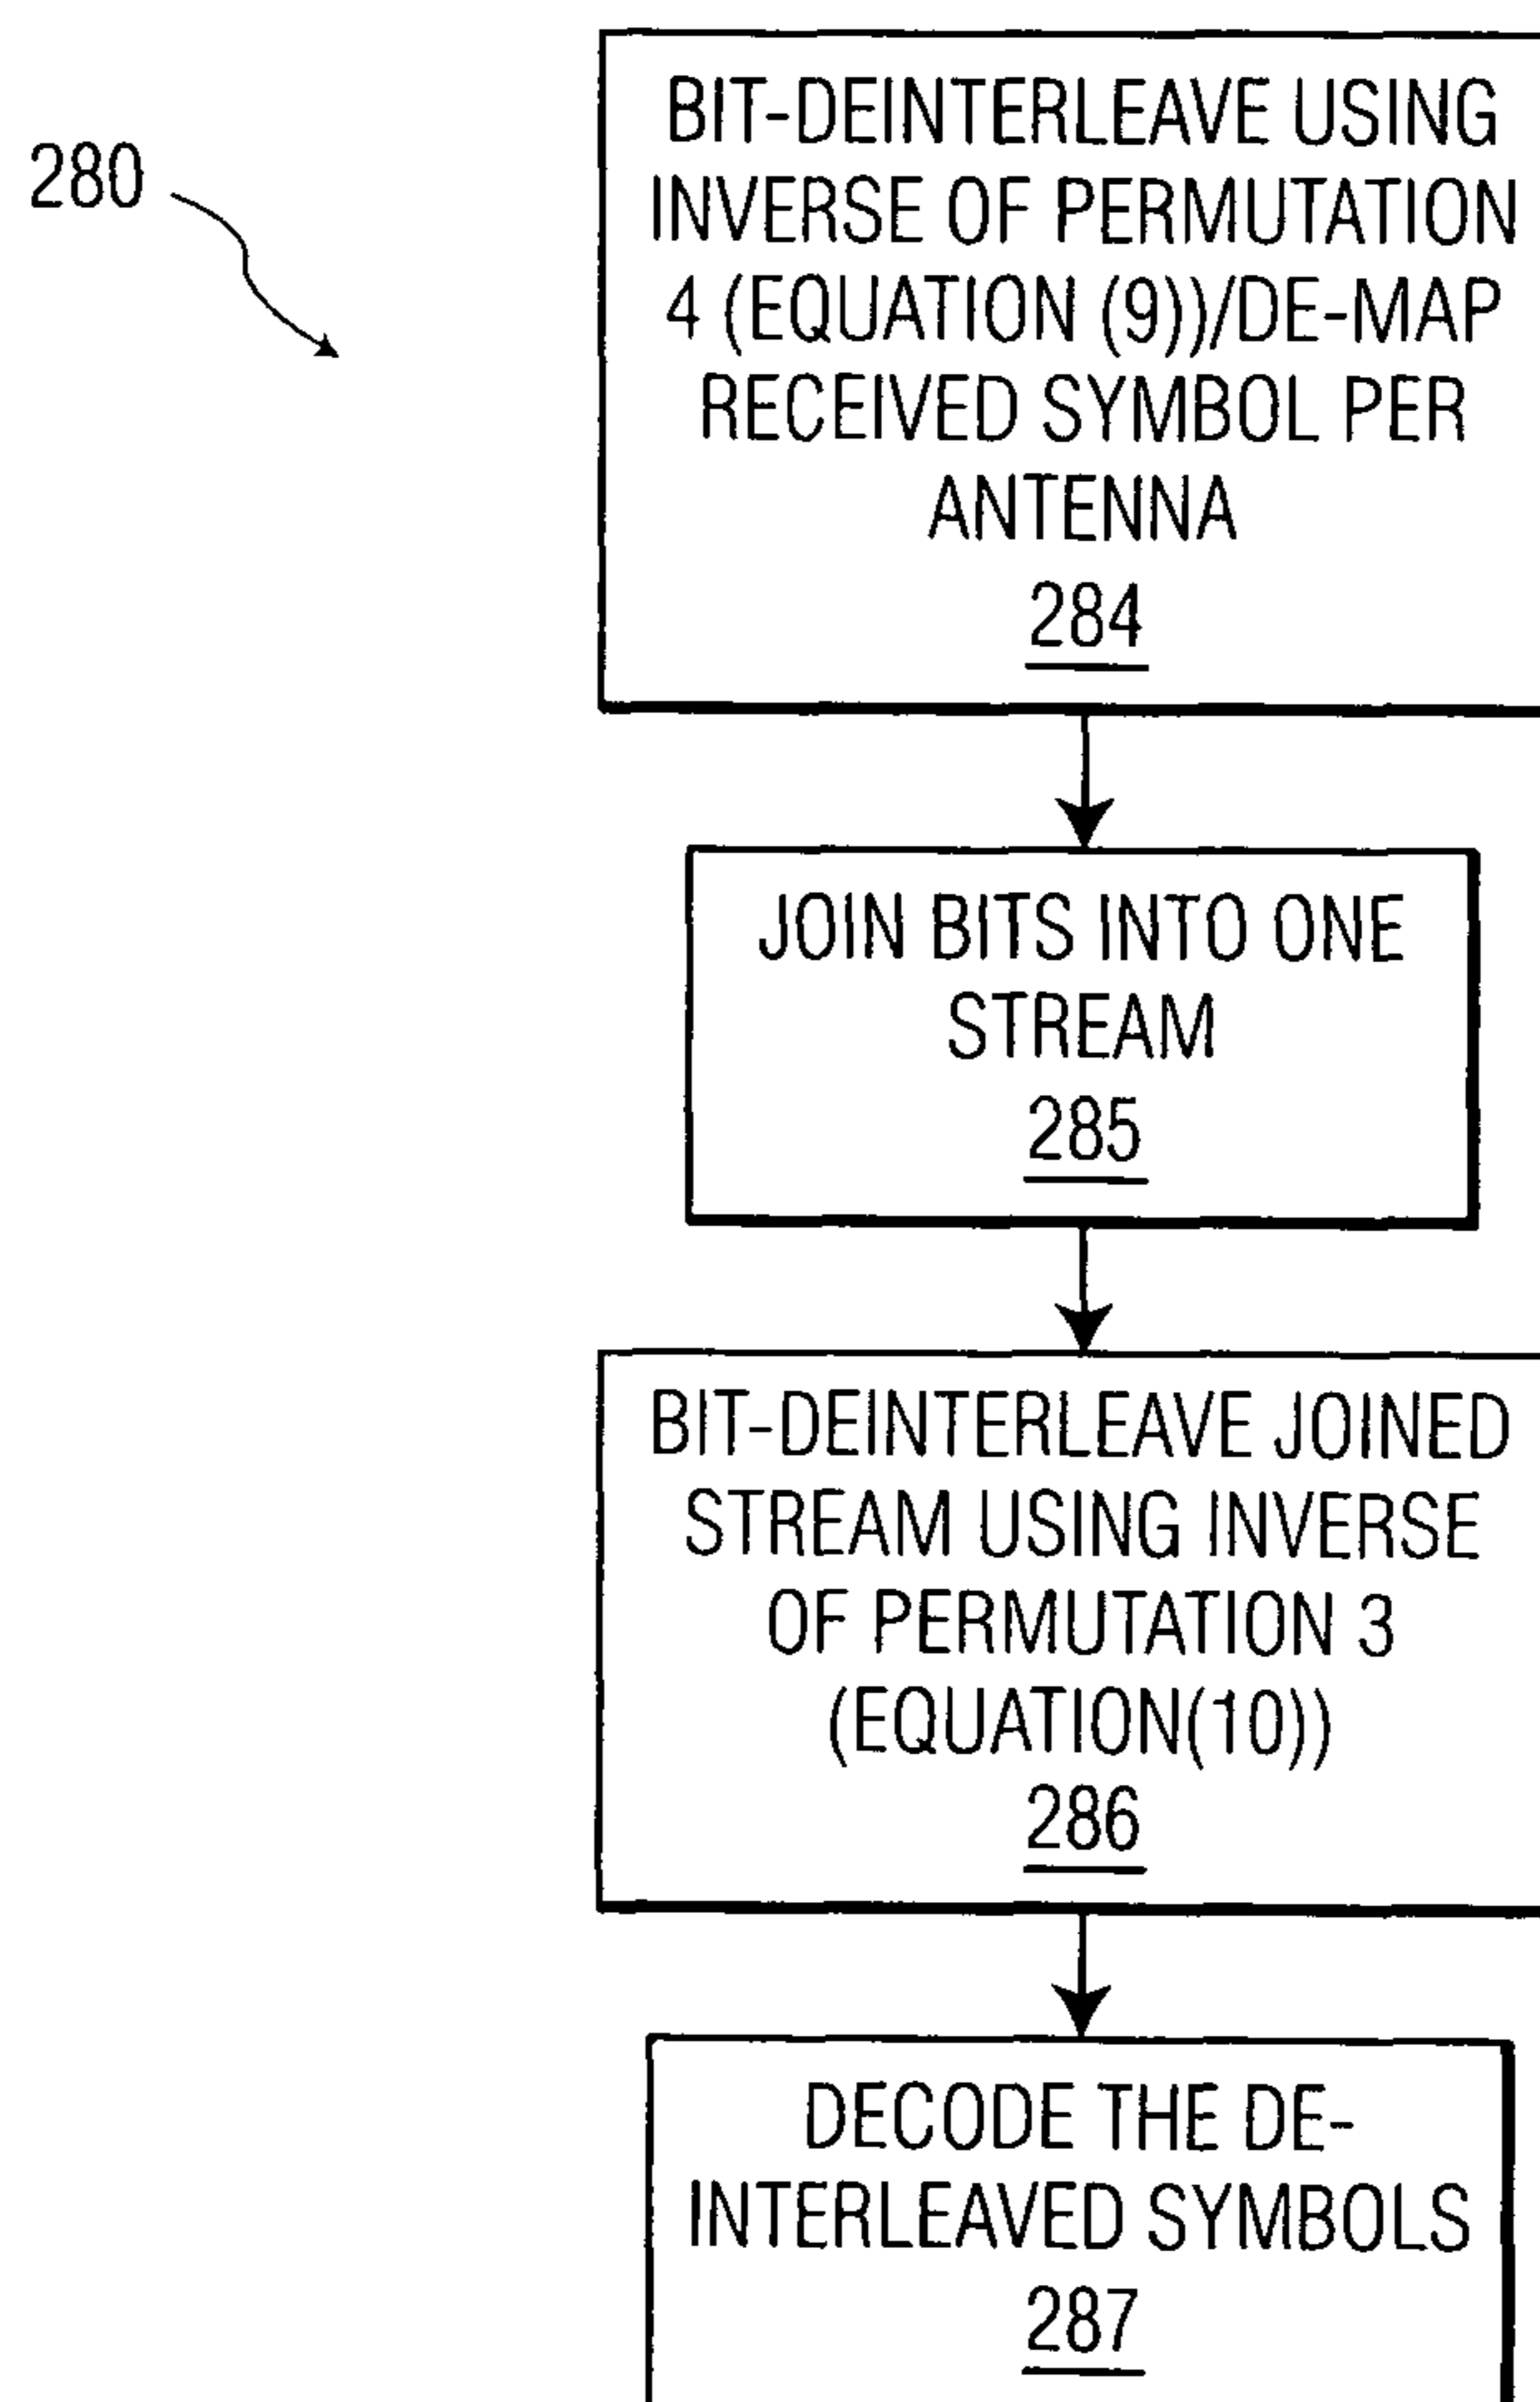 280
BIT-DEINTERLEAVE USING
INVERSE OF PERMUTATION
4 (EQUATION (9))/DE-MAP
RECEIVED SYMBOL PER
ANTENNA
284
JOIN BITS INTO ONE
STREAM
285
BIT-DEINTERLEAVE JOINED
STREAM USING INVERSE
OF PERMUTATION 3
(EQUATION(10))
286
DECODE THE DE-
INTERLEAVED SYMBOLS
287